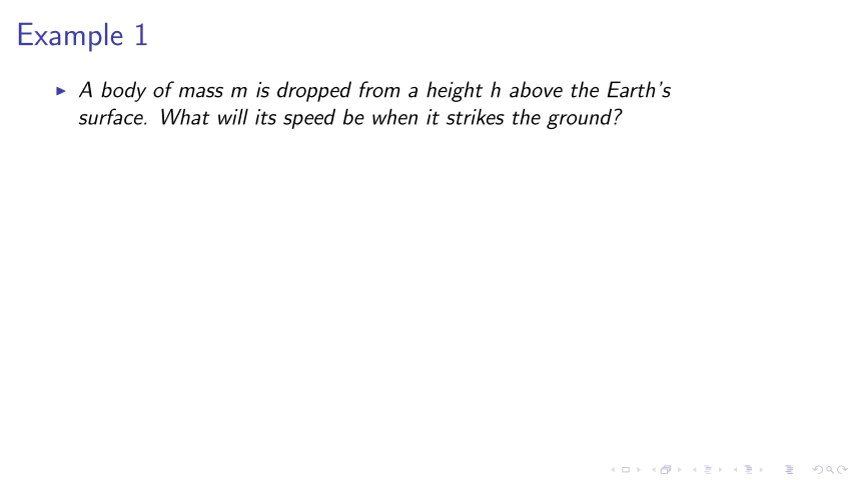 Example 1
▶ A body of mass m is dropped from a height h above the Earth's
surface. What will its speed be when it strikes the ground?